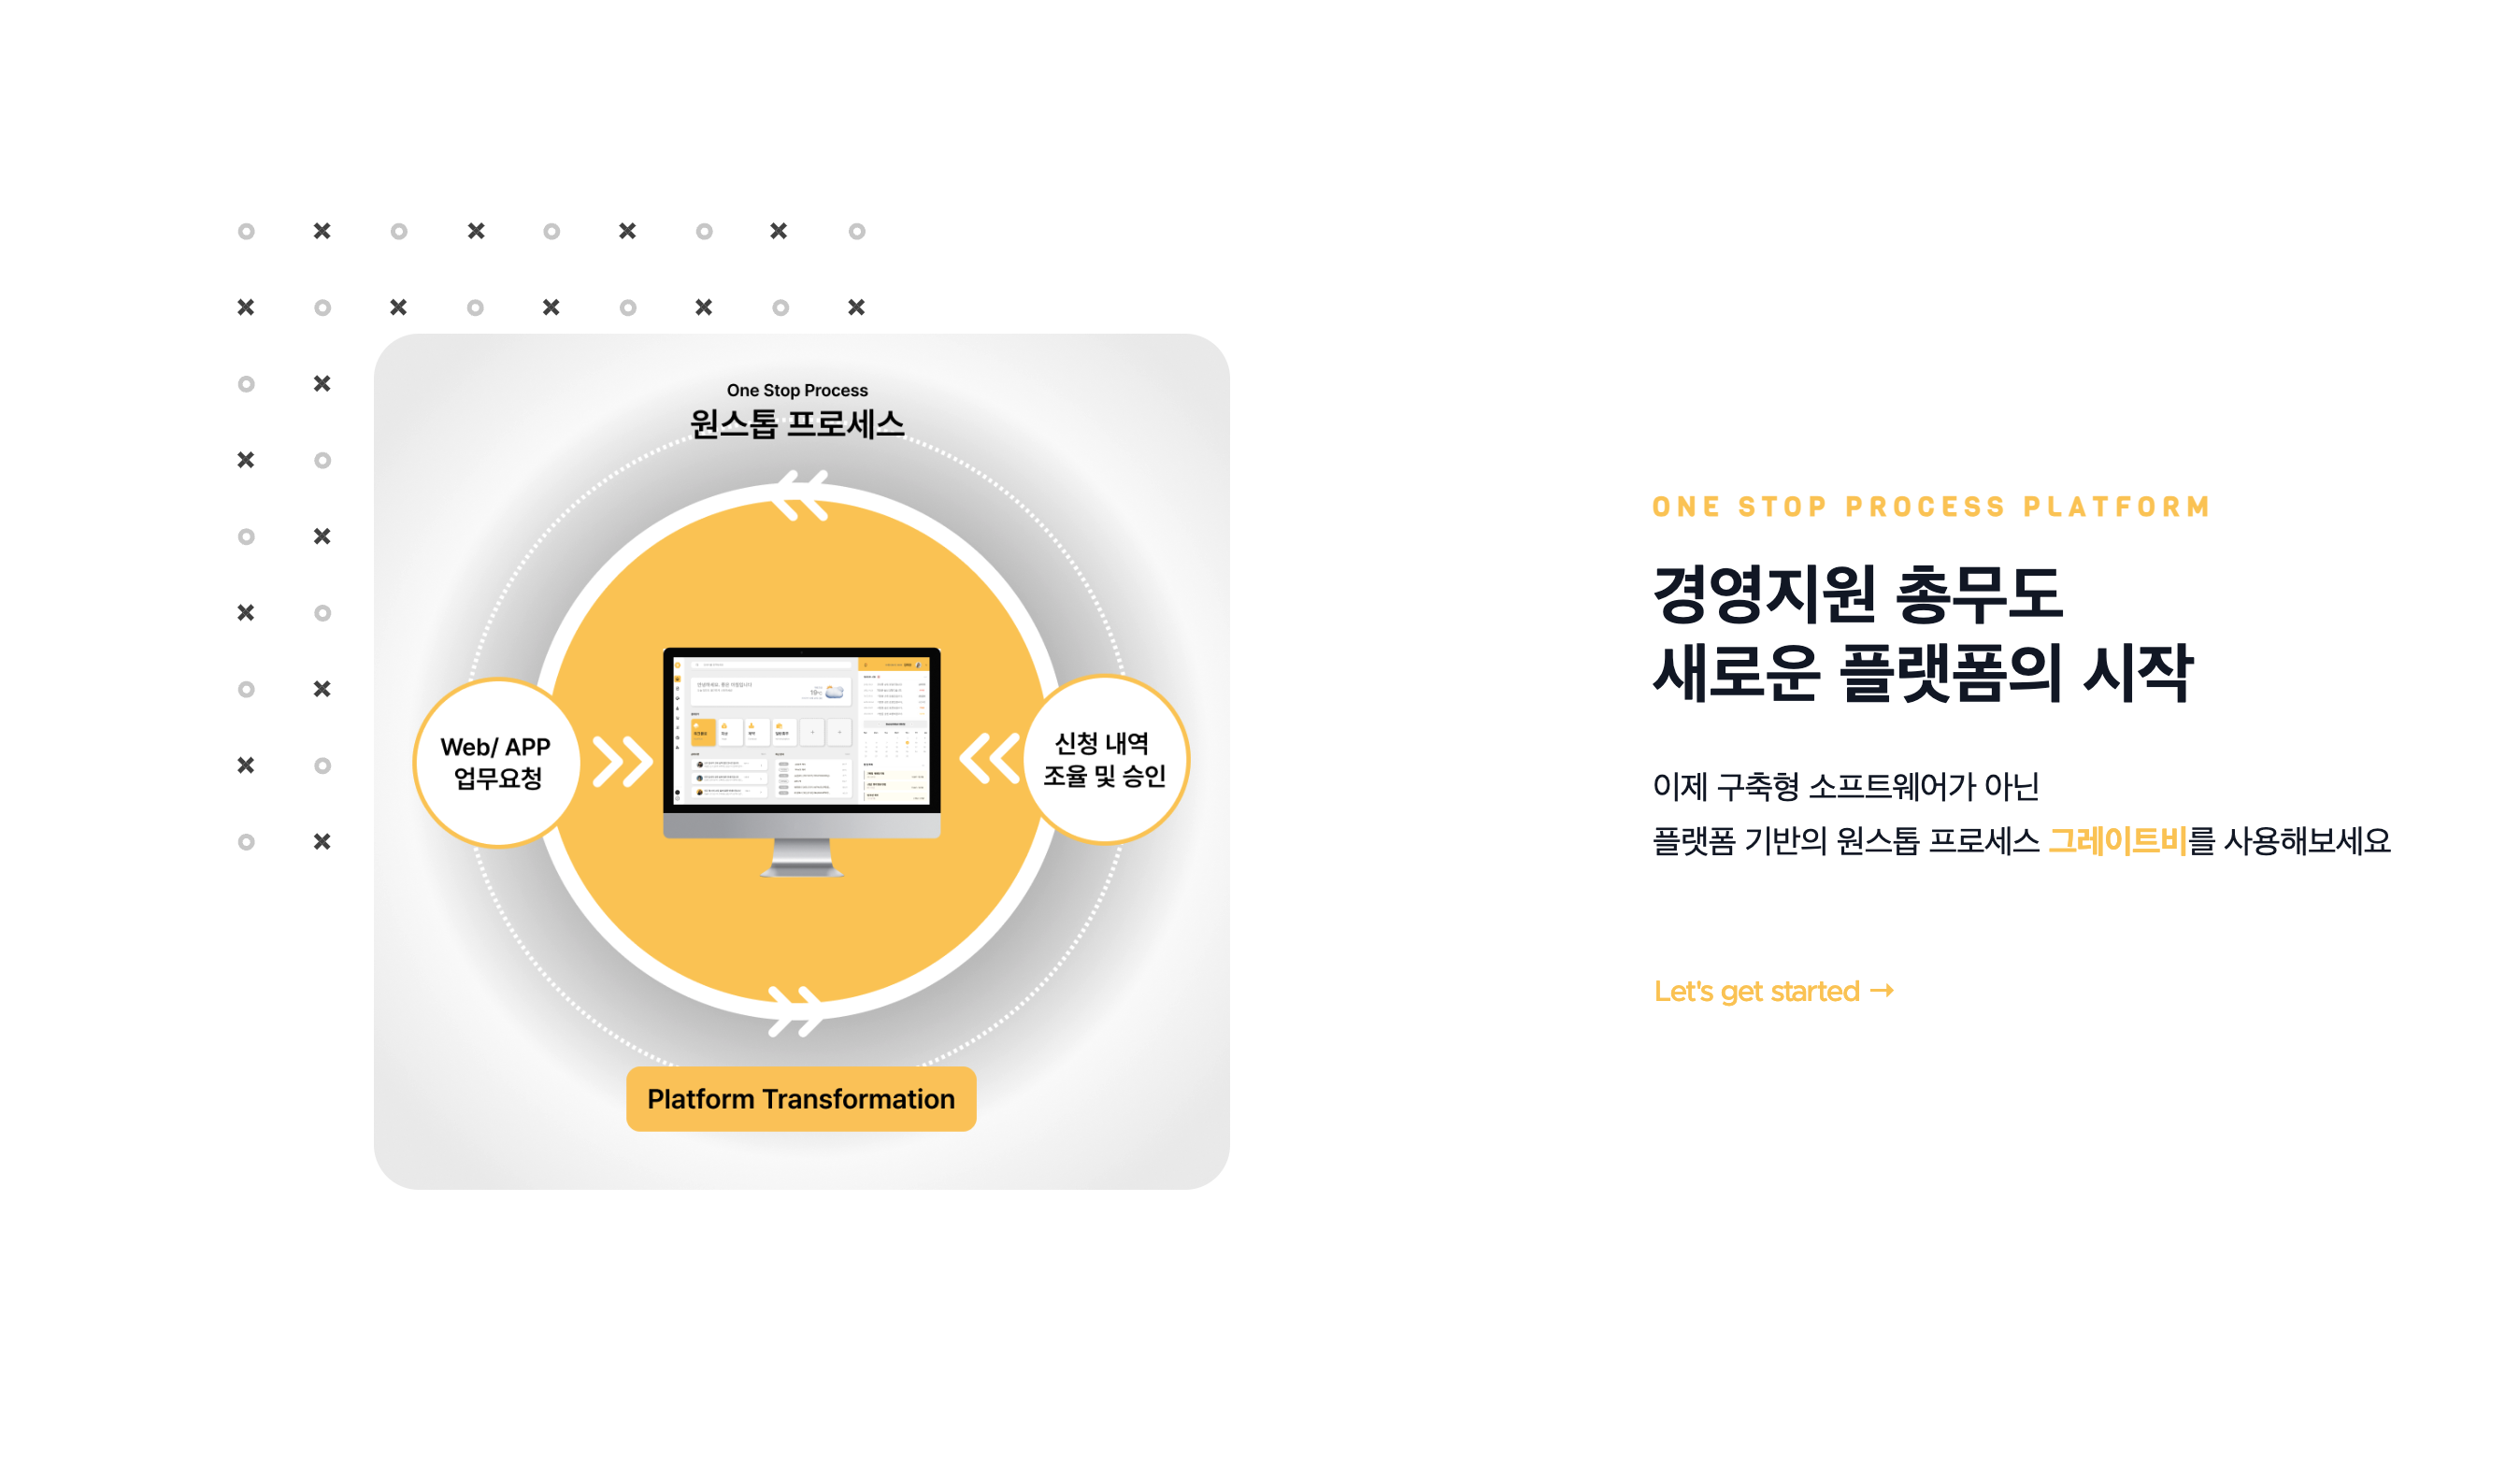 One Stop Process
원스톱 프로세스
Web/ APP
업무요청
신청 내역
조율 및 승인
Platform Transformation
ONE STOP PROCESS PLATFORM
경영지원 총무도
새로운 플랫폼의 시작
이제 구축형 소프트웨어가 아닌
플랫폼 기반의 원스톱 프로세스 그레이트비를 사용해보세요
Let's get started →